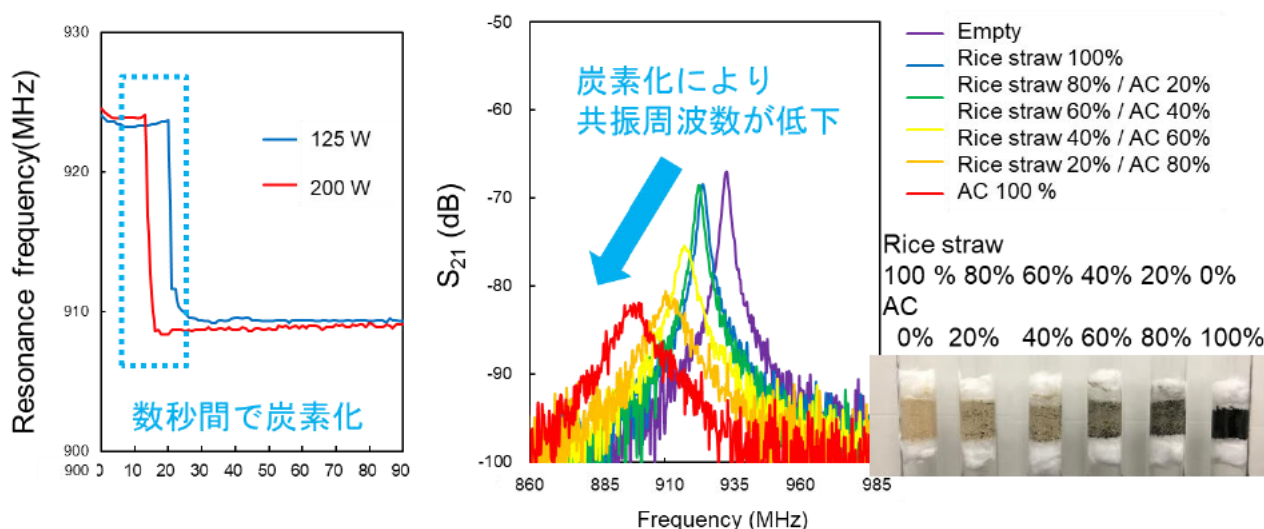 930
920
910
900
900
0 10 20 30 40 50 60 70 80 90
Resonance frequency(MHz)
125 W
200 W
数秒間で炭素化
-50
-60
-70
-80
-90
-100
S21 (dB)
860 885 910 935 960 985
Frequency (MHz)
炭素化により
共振周波数が低下
Empty
Rice straw 100%
Rice straw 80% / AC 20%
Rice straw 60% / AC 40%
Rice straw 40% / AC 60%
Rice straw 20% / AC 80%
AC 100 %
Rice straw
100 % 80% 60% 40% 20% 0%
AC
0% 20% 40% 60% 80% 100%